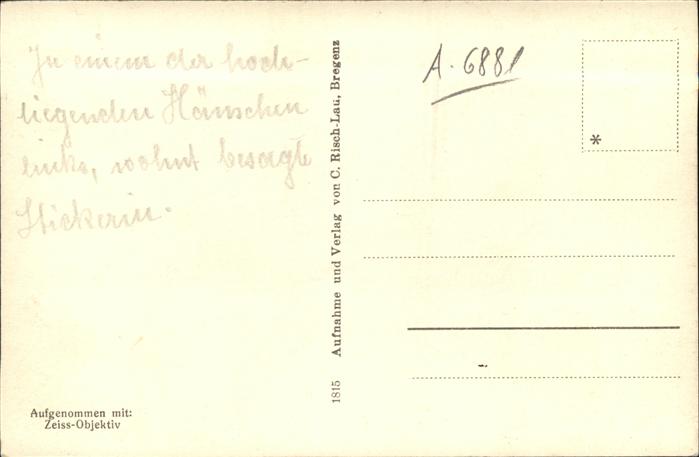 In einem der hoch-
liegenden Häuschen
links, wohnt besagte
Stickerin.
Aufgenommen mit:
Zeiss-Objektiv
1815 Aufnahme und Verlag von C. Risch-Lau, Bregenz
A. 6881
*